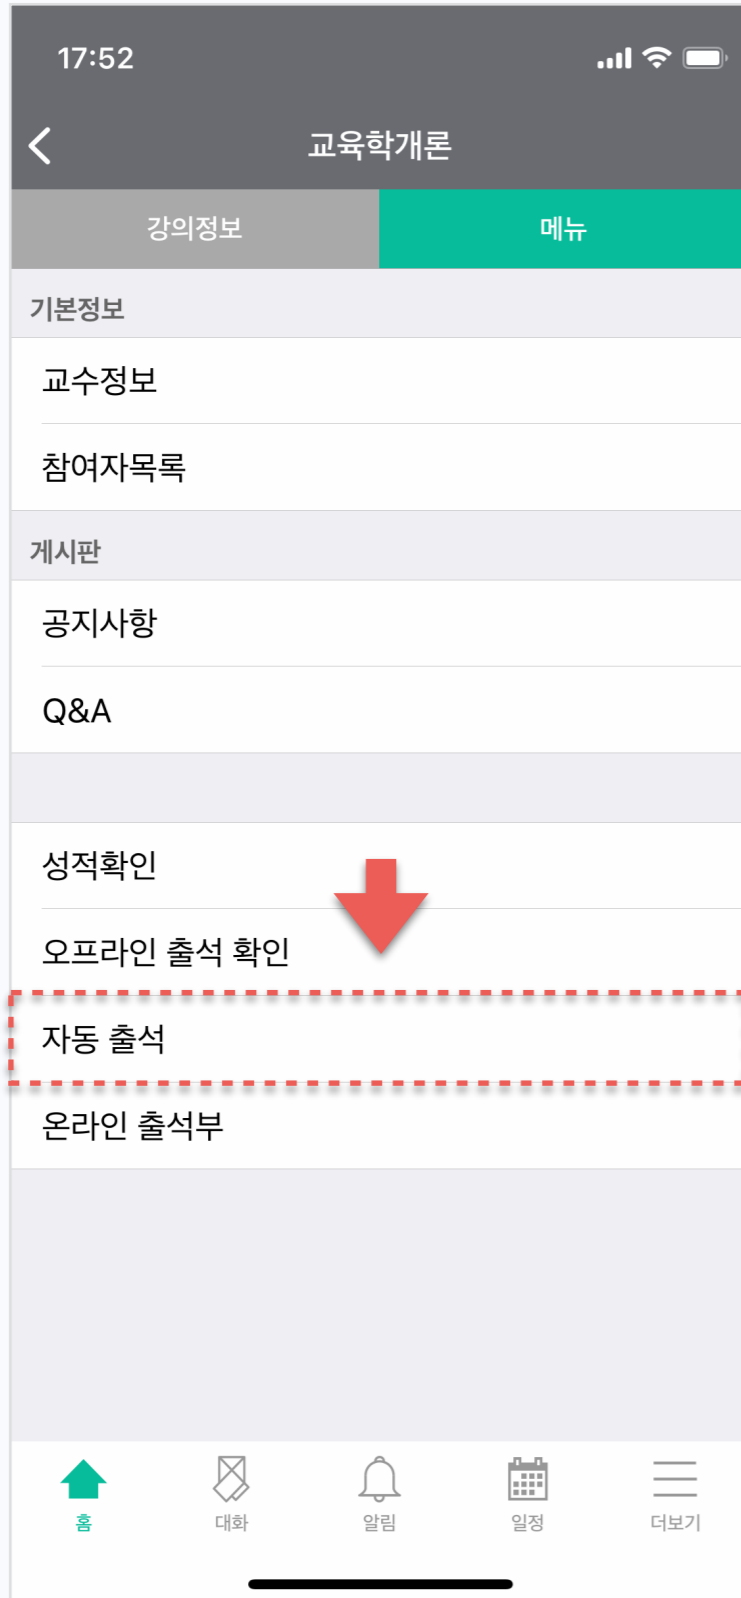 17:52
교육학개론
강의정보
메뉴
기본정보
교수정보
참여자목록
게시판
공지사항
Q&A
성적확인
오프라인 출석 확인
자동 출석
온라인 출석부
홈
대화
알림
일정
더보기